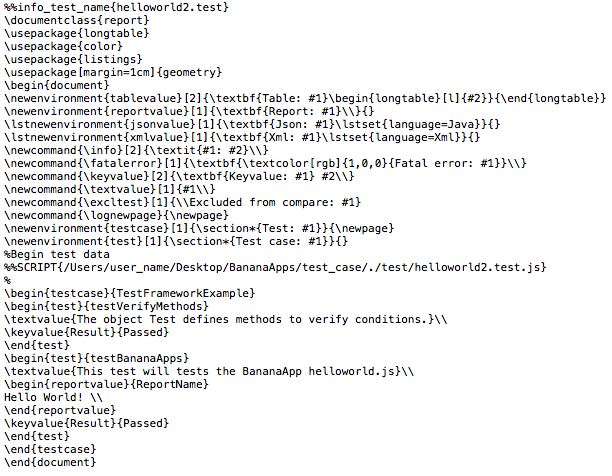 %%info_test_name{helloworld2.test}
\documentclass{report}
\usepackage{longtable}
\usepackage{color}
\usepackage{listings}
\usepackage[margin=1cm]{geometry}
\begin{document}
\newenvironment{tablevalue}[2]{\textbf{Table: #1}\begin{longtable}[l]{#2}}{\end{longtable}}
\newenvironment{reportvalue}[1]{\textbf{Report: #1}\\}{}
\lstnewenvironment{jsonvalue}[1]{\textbf{Json: #1}\lstset{language=Java}}{}
\lstnewenvironment{xmlvalue}[1]{\textbf{Xml: #1}\lstset{language=Xml}}{}
\newcommand{\info}[2]{\textit{#1: #2}\\}
\newcommand{\fatalerror}[1]{\textbf{\textcolor[rgb]{1,0,0}{Fatal error: #1}}\\}
\newcommand{\keyvalue}[2]{\textbf{Keyvalue: #1} #2\\}
\newcommand{\textvalue}[1]{#1\\}
\newcommand{\excltest}[1]{\\Excluded from compare: #1}
\newcommand{\lognewpage}{\newpage}
\newenvironment{testcase}[1]{\section*{Test: #1}}{\newpage}
\newenvironment{test}[1]{\section*{Test case: #1}}{}
%Begin test data
%%SCRIPT{/Users/user_name/Desktop/BananaApps/test_case/./test/helloworld2.test.js}
%
\begin{testcase}{TestFrameworkExample}
\begin{test}{testVerifyMethods}
\textvalue{The object Test defines methods to verify conditions.}\\
\keyvalue{Result}{Passed}
\end{test}
\begin{test}{testBananaApps}
\textvalue{This test will tests the BananaApp helloworld.js}\\
\begin{reportvalue}{ReportName}
Hello World! \\
\end{reportvalue}
\keyvalue{Result}{Passed}
\end{test}
\end{testcase}
\end{document}